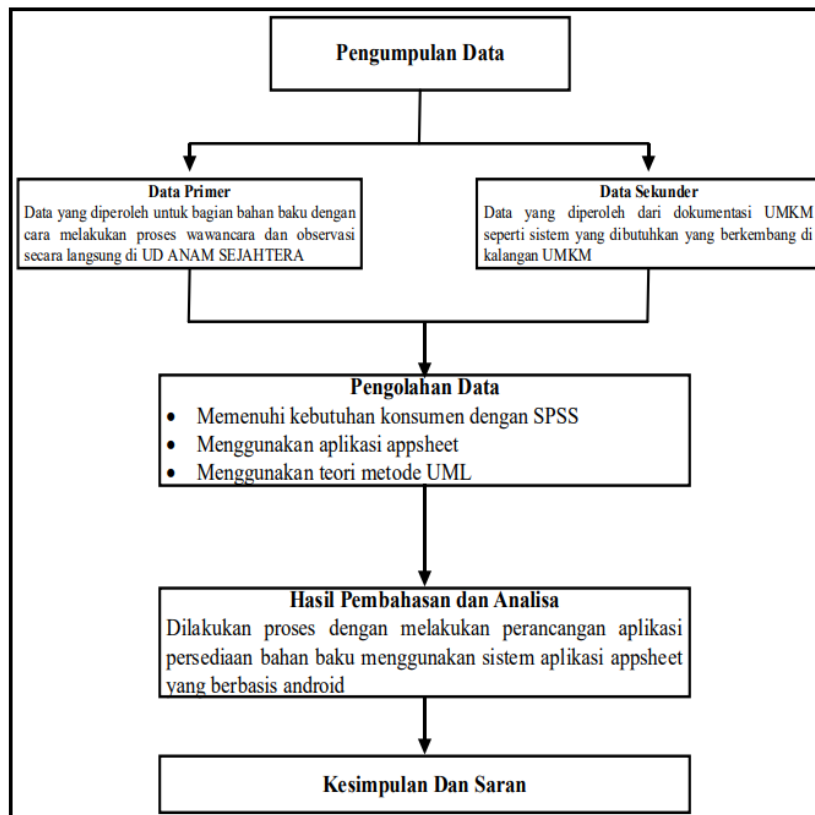 Pengumpulan Data
Data Primer
Data yang diperoleh untuk bagian bahan baku dengan
cara melakukan proses wawancara dan observasi
secara langsung di UD ANAM SEJAHTERA
Data Sekunder
Data yang diperoleh dari dokumentasi UMKM
seperti sistem yang dibutuhkan yang berkembang di
kalangan UMKM
Pengolahan Data
• Memenuhi kebutuhan konsumen dengan SPSS
• Menggunakan aplikasi appsheet
• Menggunakan teori metode UML
Hasil Pembahasan dan Analisa
Dilakukan proses dengan melakukan perancangan aplikasi
persediaan bahan baku menggunakan sistem aplikasi appsheet
yang berbasis android
Kesimpulan Dan Saran